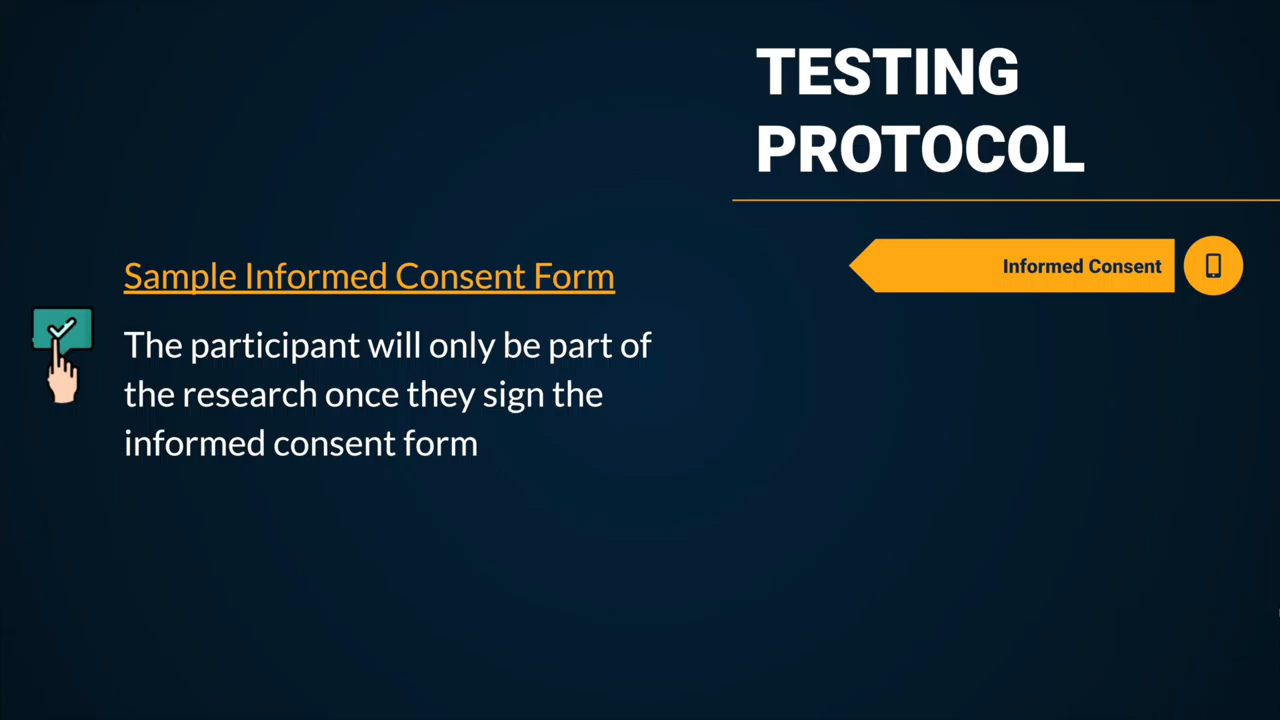 TESTING
PROTOCOL
Informed Consent
Sample Informed Consent Form
The participant will only be part of
the research once they sign the
informed consent form